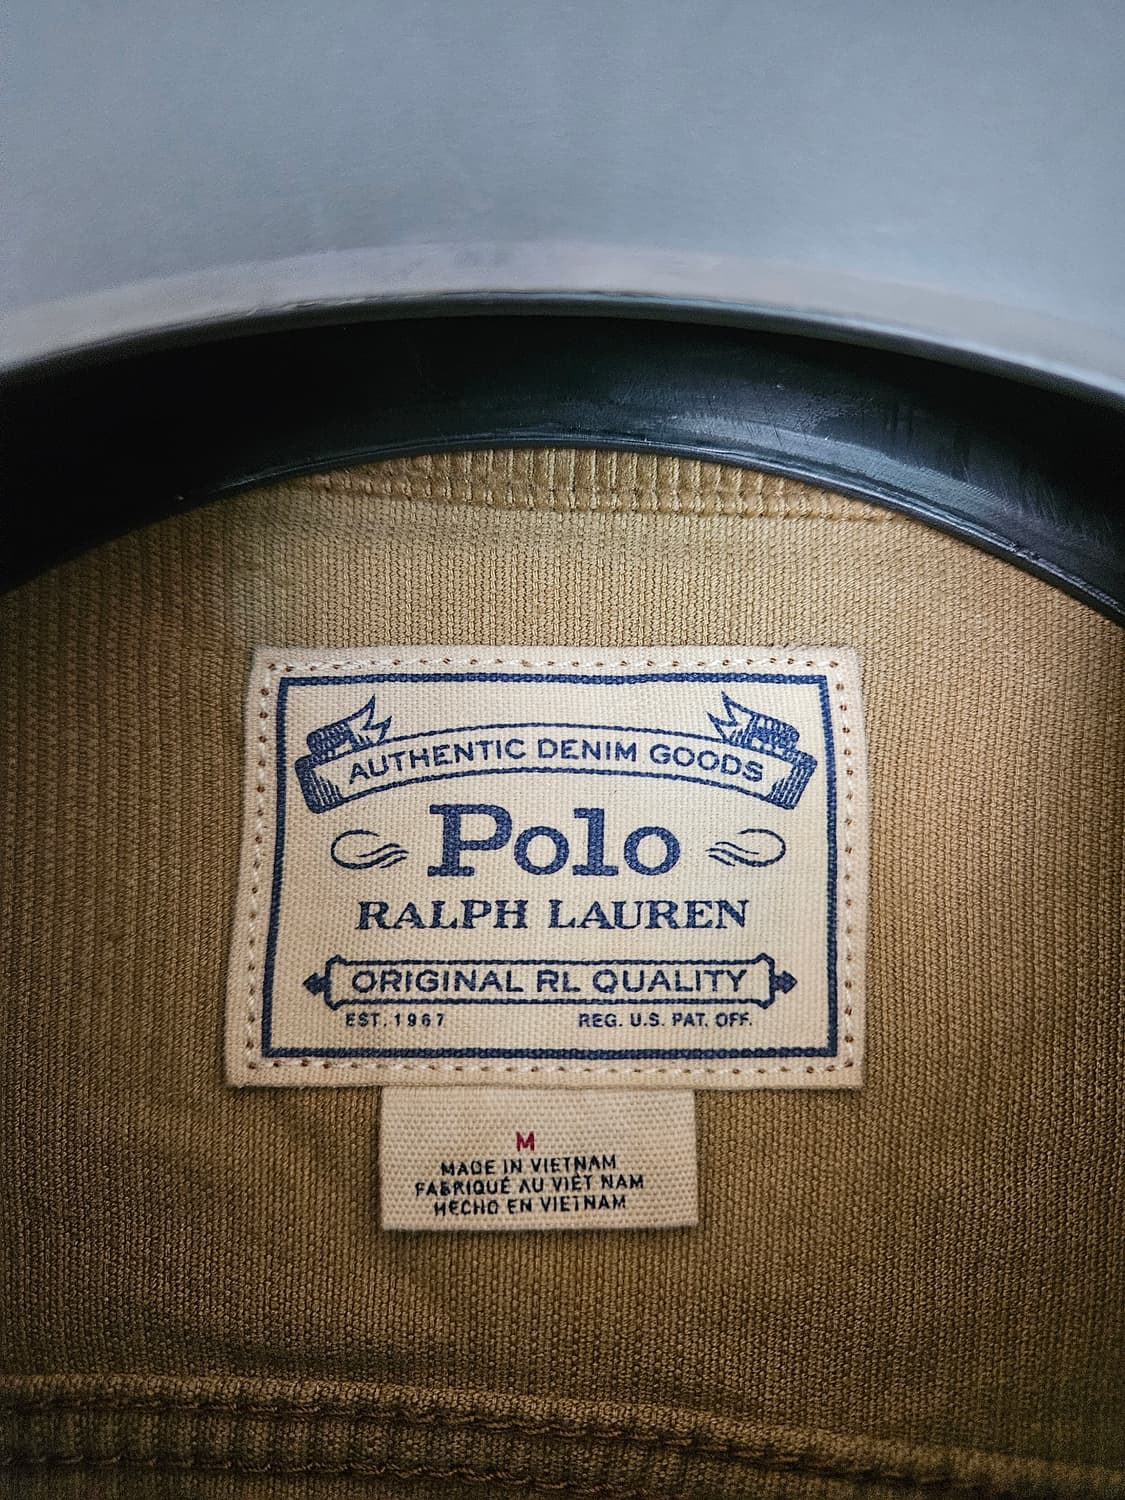 AUTHENTIC DENIM GOODS
Polo
RALPH LAUREN
ORIGINAL RL QUALITY
EST. 1967 REG. U.S. PAT. OFF.
M
MADE IN VIETNAM
FABRIQUÉ AU VIET NAM
HECHO EN VIETNAM